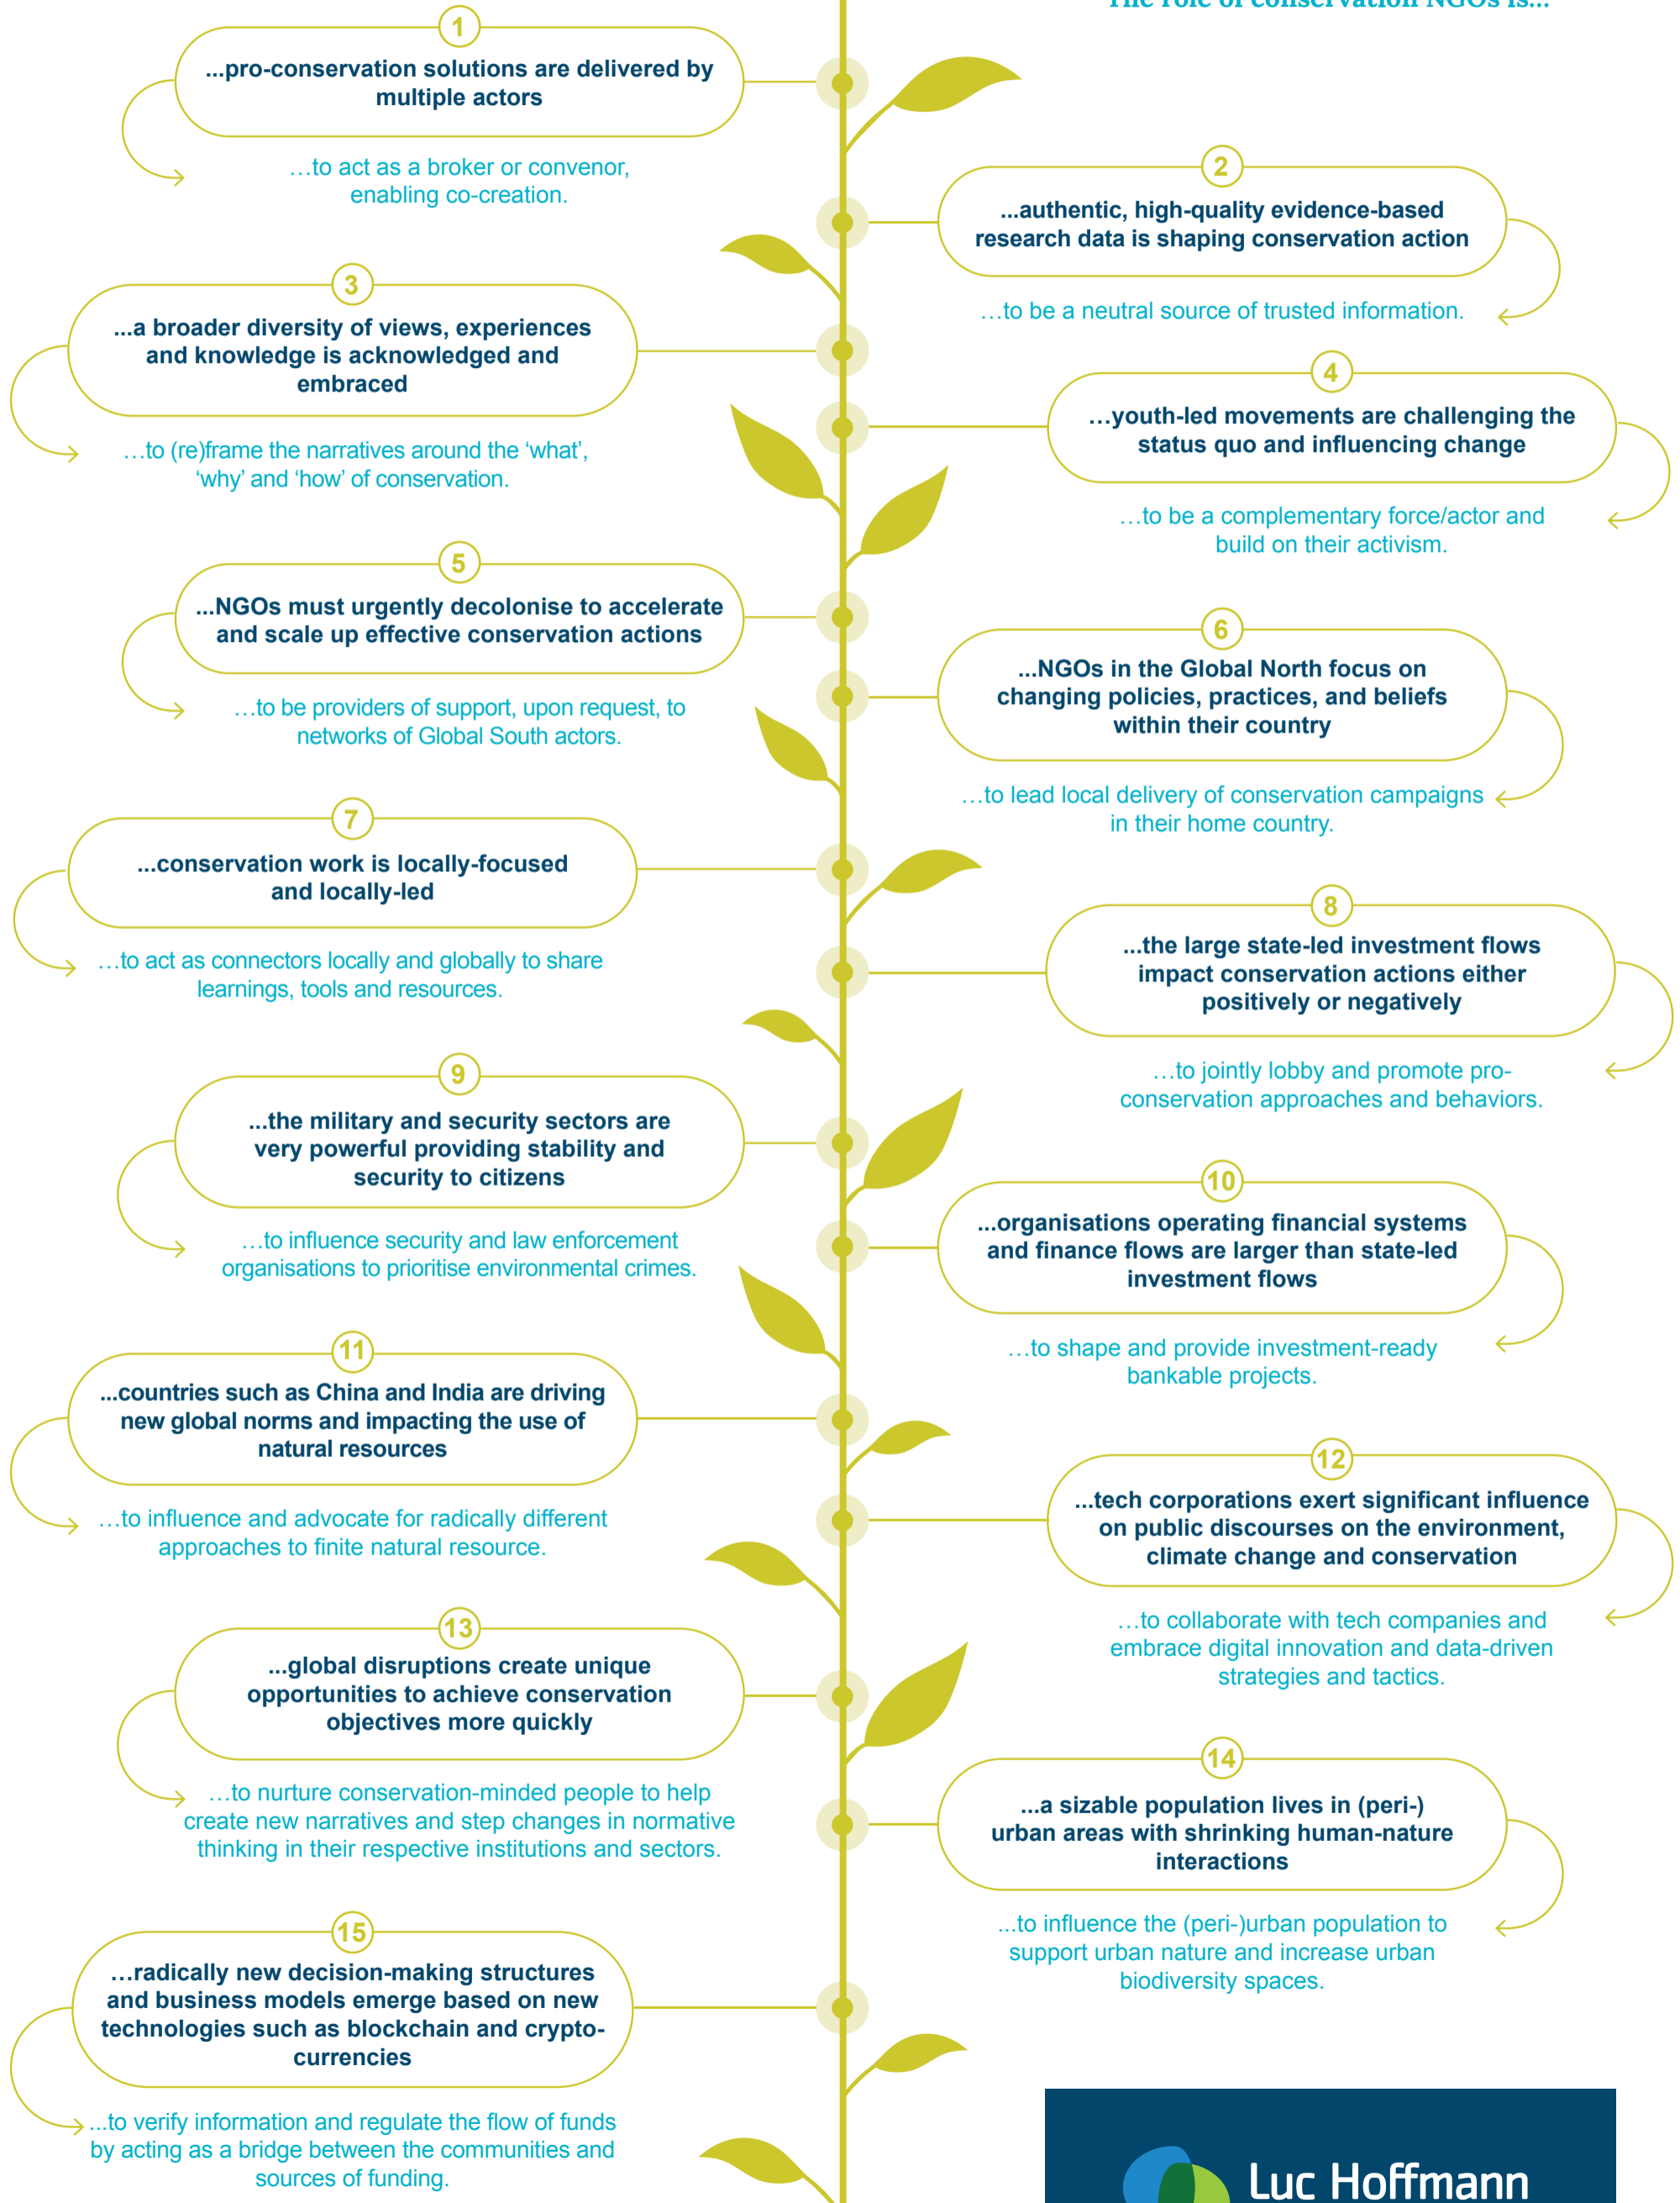 The role of conservation NGOs is...
1
...pro-conservation solutions are delivered by
multiple actors
…to act as a broker or convenor,
enabling co-creation.
2
...authentic, high-quality evidence-based
research data is shaping conservation action
…to be a neutral source of trusted information.
3
...a broader diversity of views, experiences
and knowledge is acknowledged and
embraced
…to (re)frame the narratives around the ‘what’,
‘why’ and ‘how’ of conservation.
4
…youth-led movements are challenging the
status quo and influencing change
…to be a complementary force/actor and
build on their activism.
5
...NGOs must urgently decolonise to accelerate
and scale up effective conservation actions
…to be providers of support, upon request, to
networks of Global South actors.
6
...NGOs in the Global North focus on
changing policies, practices, and beliefs
within their country
…to lead local delivery of conservation campaigns
in their home country.
7
...conservation work is locally-focused
and locally-led
…to act as connectors locally and globally to share
learnings, tools and resources.
8
...the large state-led investment flows
impact conservation actions either
positively or negatively
…to jointly lobby and promote pro-
conservation approaches and behaviors.
9
...the military and security sectors are
very powerful providing stability and
security to citizens
…to influence security and law enforcement
organisations to prioritise environmental crimes.
10
...organisations operating financial systems
and finance flows are larger than state-led
investment flows
…to shape and provide investment-ready
bankable projects.
11
...countries such as China and India are driving
new global norms and impacting the use of
natural resources
…to influence and advocate for radically different
approaches to finite natural resource.
12
...tech corporations exert significant influence
on public discourses on the environment,
climate change and conservation
…to collaborate with tech companies and
embrace digital innovation and data-driven
strategies and tactics.
13
...global disruptions create unique
opportunities to achieve conservation
objectives more quickly
…to nurture conservation-minded people to help
create new narratives and step changes in normative
thinking in their respective institutions and sectors.
14
...a sizable population lives in (peri-)
urban areas with shrinking human-nature
interactions
...to influence the (peri-)urban population to
support urban nature and increase urban
biodiversity spaces.
15
…radically new decision-making structures
and business models emerge based on new
technologies such as blockchain and crypto-
currencies
...to verify information and regulate the flow of funds
by acting as a bridge between the communities and
sources of funding.
Luc Hoffmann